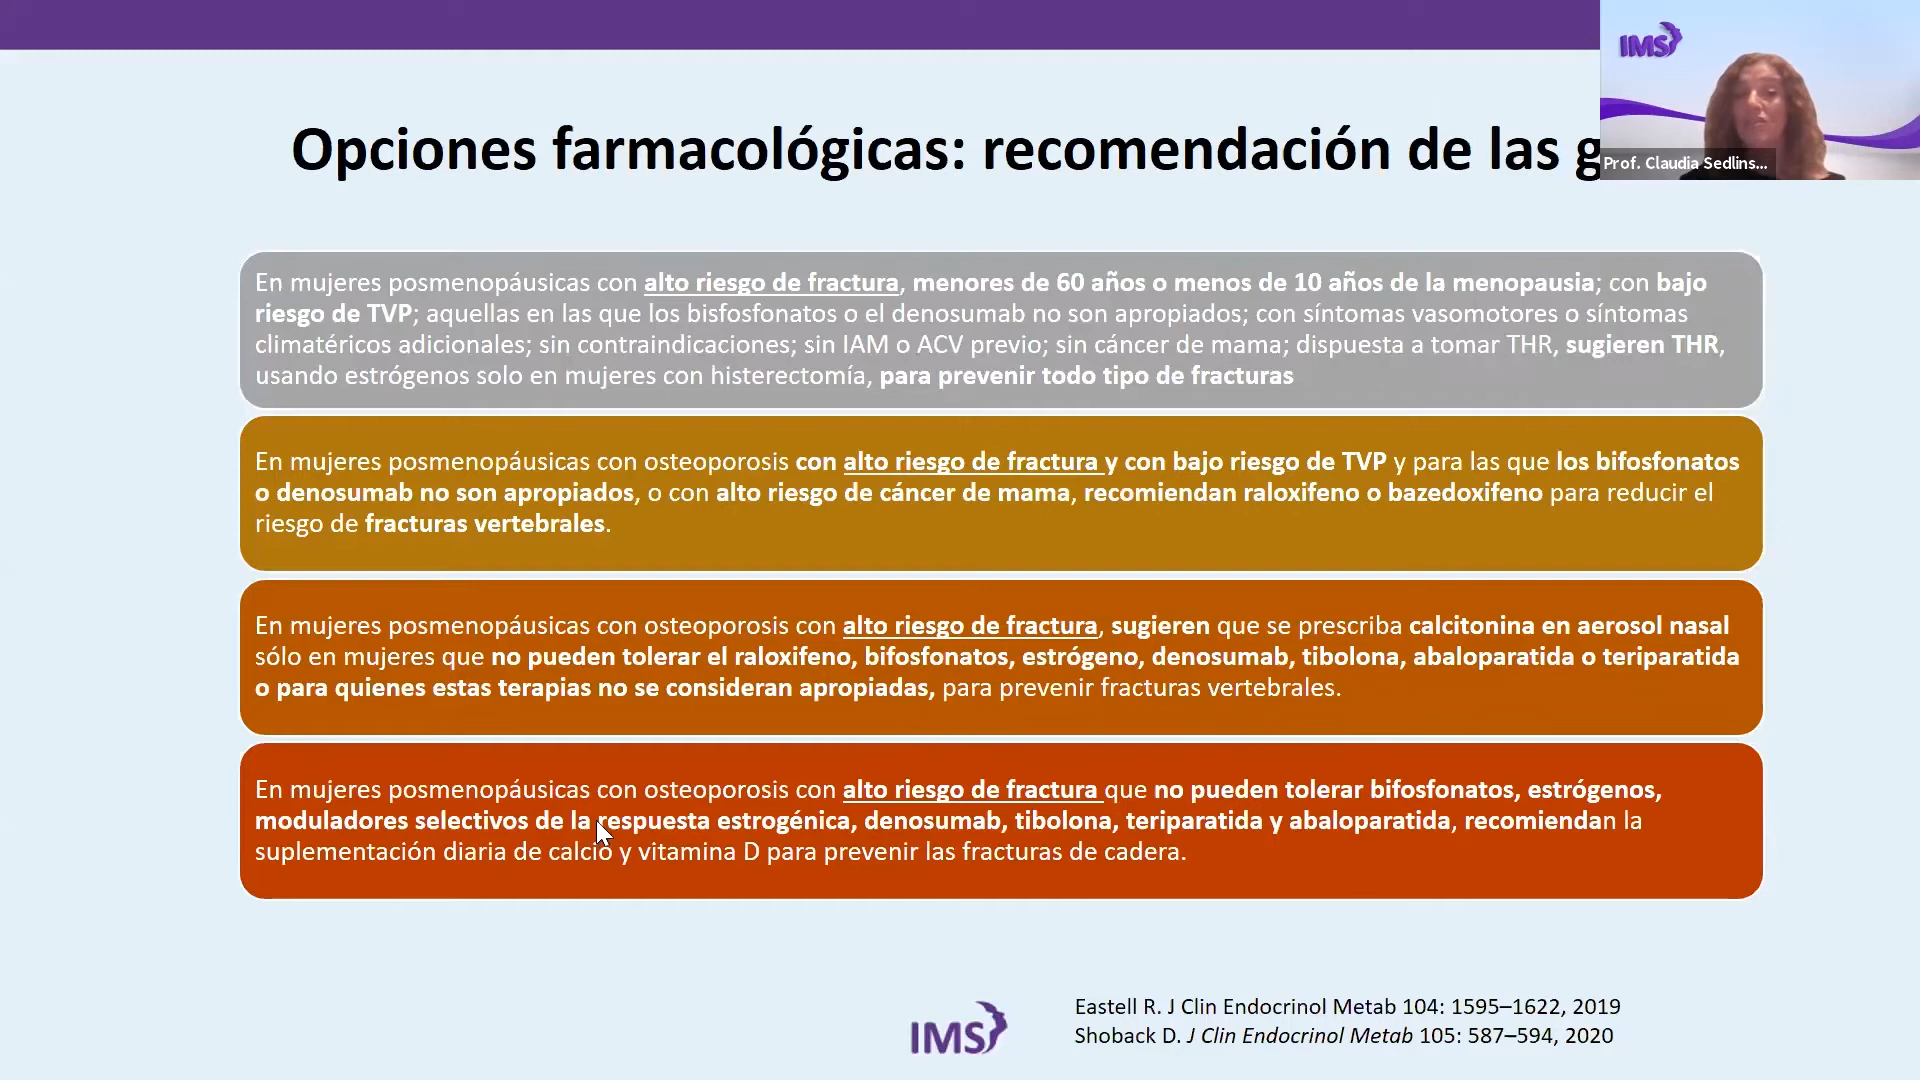 IMS
Prof. Claudia Sedlins...
Opciones farmacológicas: recomendación de las g
En mujeres posmenopáusicas con alto riesgo de fractura, menores de 60 años o menos de 10 años de la menopausia; con bajo
riesgo de TVP; aquellas en las que los bisfosfonatos o el denosumab no son apropiados; con síntomas vasomotores o síntomas
climatéricos adicionales; sin contraindicaciones; sin IAM o ACV previo; sin cáncer de mama; dispuesta a tomar THR, sugieren THR,
usando estrógenos solo en mujeres con histerectomía, para prevenir todo tipo de fracturas
En mujeres posmenopáusicas con osteoporosis con alto riesgo de fractura y con bajo riesgo de TVP y para las que los bifosfonatos
o denosumab no son apropiados, o con alto riesgo de cáncer de mama, recomiendan raloxifeno o bazedoxifeno para reducir el
riesgo de fracturas vertebrales.
En mujeres posmenopáusicas con osteoporosis con alto riesgo de fractura, sugieren que se prescriba calcitonina en aerosol nasal
sólo en mujeres que no pueden tolerar el raloxifeno, bifosfonatos, estrógeno, denosumab, tibolona, abaloparatida o teriparatida
o para quienes estas terapias no se consideran apropiadas, para prevenir fracturas vertebrales.
En mujeres posmenopáusicas con osteoporosis con alto riesgo de fractura que no pueden tolerar bifosfonatos, estrógenos,
moduladores selectivos de la respuesta estrogénica, denosumab, tibolona, teriparatida y abaloparatida, recomiendan la
suplementación diaria de calcio y vitamina D para prevenir las fracturas de cadera.
IMS
Eastell R. J Clin Endocrinol Metab 104: 1595–1622, 2019
Shoback D. J Clin Endocrinol Metab 105: 587–594, 2020